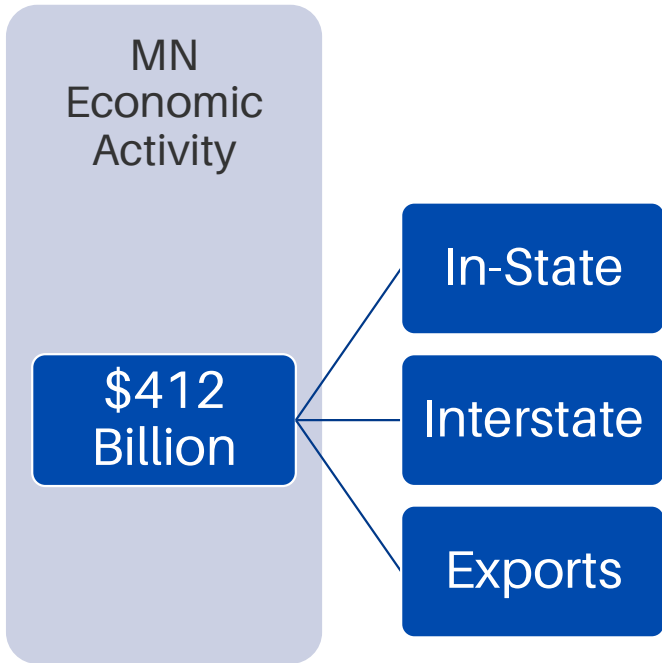 MN
Economic
Activity
$412
Billion
In-State
Interstate
Exports